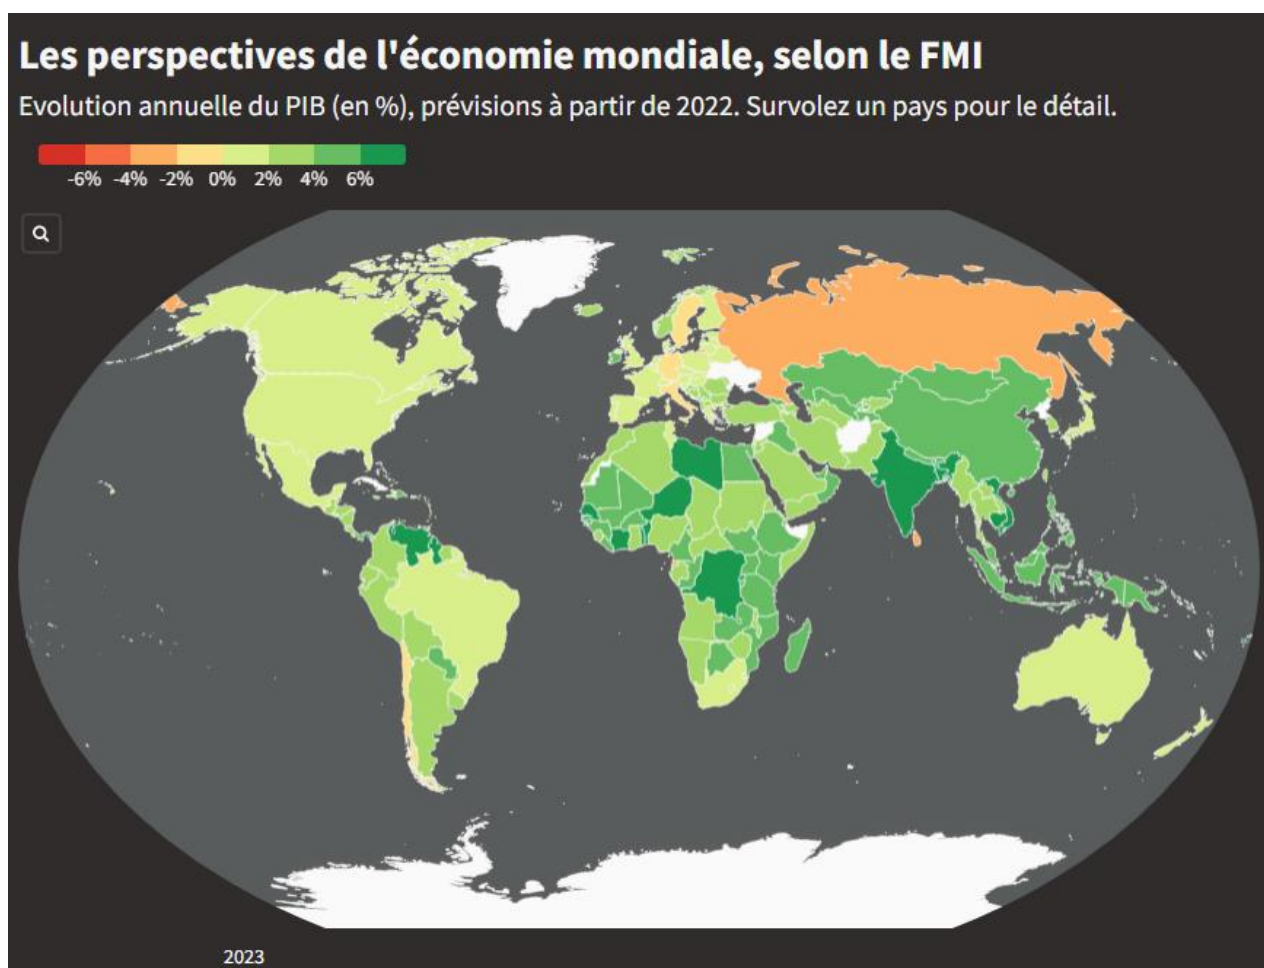 Les perspectives de l'économie mondiale, selon le FMI
Evolution annuelle du PIB (en %), prévisions à partir de 2022. Survolez un pays pour le détail.
-6% -4% -2% 0% 2% 4% 6%
2023